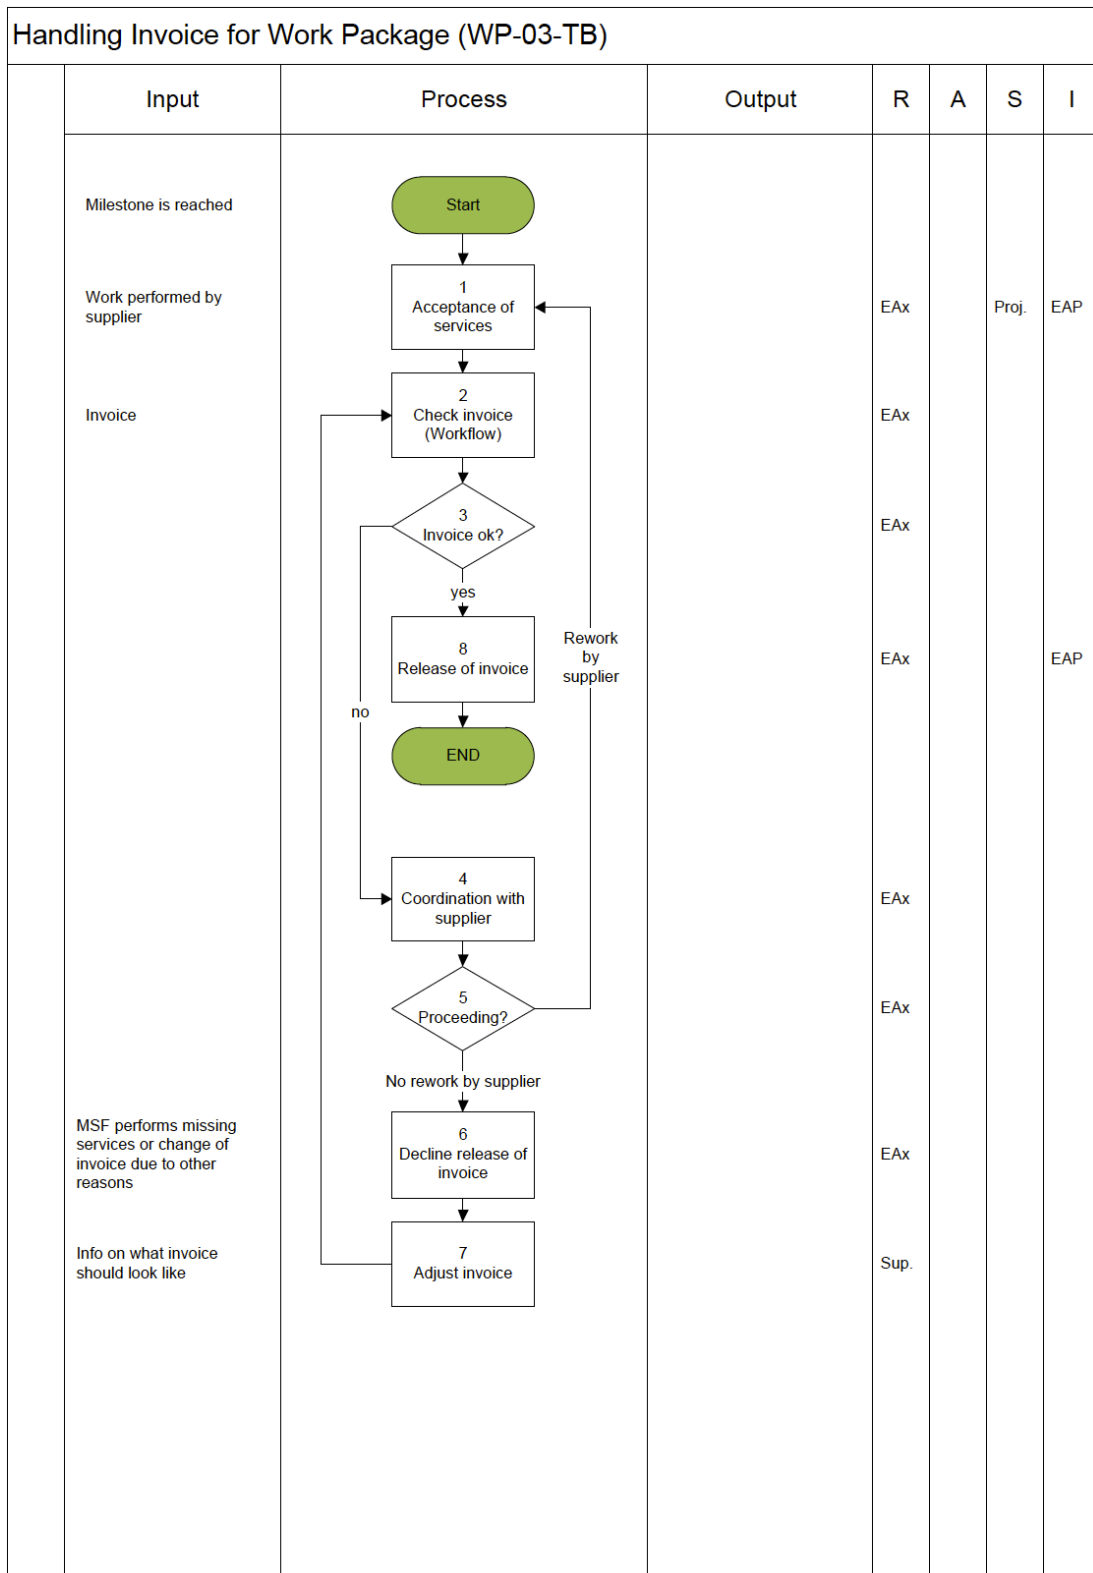 Handling Invoice for Work Package (WP-03-TB)
Input
Process
Output
R
A
S
I
Milestone is reached
Start
Work performed by
supplier
1
Acceptance of
services
EAx
Proj.
EAP
Invoice
2
Check invoice
(Workflow)
EAx
3
Invoice ok?
EAx
yes
8
Release of invoice
Rework
by
supplier
EAx
EAP
no
END
4
Coordination with
supplier
EAx
5
Proceeding?
EAx
No rework by supplier
MSF performs missing
services or change of
invoice due to other
reasons
6
Decline release of
invoice
EAx
Info on what invoice
should look like
7
Adjust invoice
Sup.